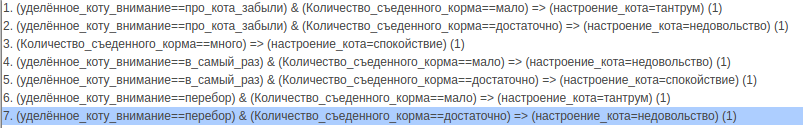 1. (уделённое_коту_внимание==про_кота_забыли) & (Количество_съеденного_корма==мало) => (настроение_кота=тантрум) (1)
2. (уделённое_коту_внимание==про_кота_забыли) & (Количество_съеденного_корма==достаточно) => (настроение_кота=недовольство) (1)
3. (Количество_съеденного_корма==много) => (настроение_кота=спокойствие) (1)
4. (уделённое_коту_внимание==в_самый_раз) & (Количество_съеденного_корма==мало) => (настроение_кота=недовольство) (1)
5. (уделённое_коту_внимание==в_самый_раз) & (Количество_съеденного_корма==достаточно) => (настроение_кота=спокойствие) (1)
6. (уделённое_коту_внимание==перебор) & (Количество_съеденного_корма==мало) => (настроение_кота=тантрум) (1)
7. (уделённое_коту_внимание==перебор) & (Количество_съеденного_корма==достаточно) => (настроение_кота=недовольство) (1)